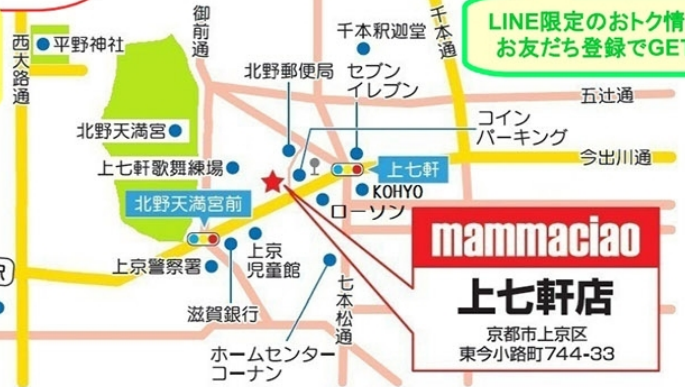 LINE限定のおトク情
お友だち登録でGET
御前通
千本釈迦堂
千本通
西大路通
平野神社
北野郵便局
セブン
イレブン
五辻通
コイン
パーキング
北野天満宮
上七軒歌舞練場
上七軒
今出川通
KOHYO
ローソン
北野天満宮前
上京警察署
上京
児童館
滋賀銀行
七本松通
ホームセンター
コーナン
R
mammaciao
上七軒店
京都市上京区
東今小路町744-33